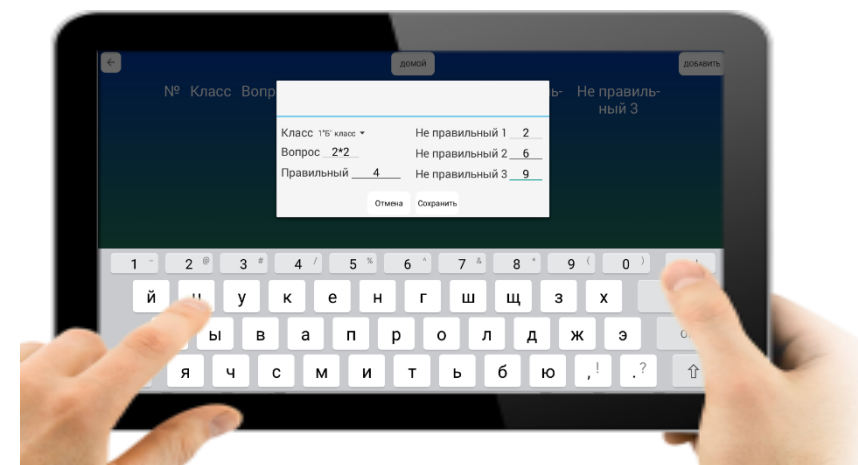 ← ДОМОЙ ДОБАВИТЬ
№ Класс Вопр ь- Не правиль-
ный 3
Класс 1"Б" класс Не правильный 1 2
Вопрос 2*2 Не правильный 2 6
Правильный 4 Не правильный 3 9
Отмена Сохранить
1 ~ 2 @ 3 # 4 / 5 % 6 ^ 7 & 8 * 9 ( 0 )
й ц у к е н г ш щ з х
ы в а п р о л д ж э
я ч с м и т ь б ю , ! . ?